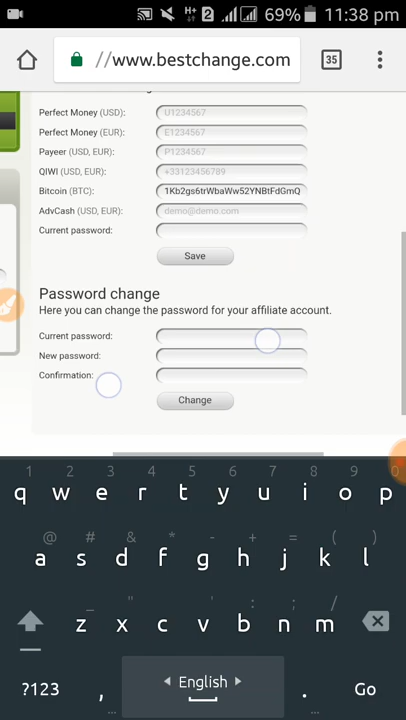 H+ 2 69% 11:38 pm
//www.bestchange.com 35
Perfect Money (USD): U1234567
Perfect Money (EUR): E1234567
Payeer (USD, EUR): P1234567
QIWI (USD, EUR): +33123456789
Bitcoin (BTC): 1Kb2gs6trWbaWw52YNBtFdGmQ
AdvCash (USD, EUR): demo@demo.com
Current password:
Save
Password change
Here you can change the password for your affiliate account.
Current password:
New password:
Confirmation:
Change
1 2 3 4 5 6 7 8 9 0
q w e r t y u i o p
@ # & * - + = ( )
a s d f g h j k l
_ " ' : ; /
z x c v b n m
?123 , English . Go